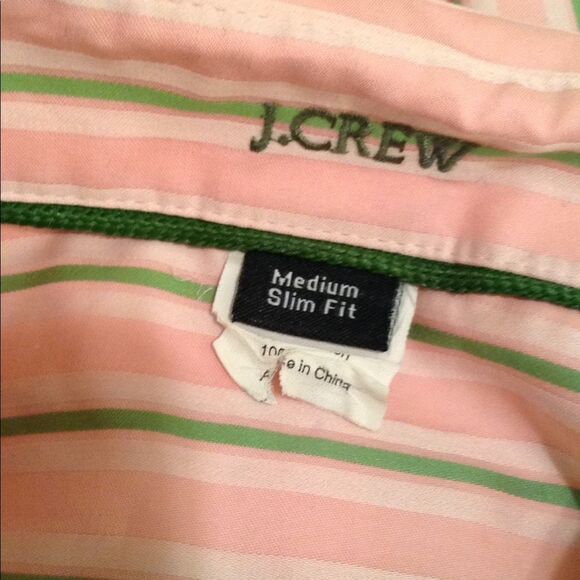 J.CREW
Medium
Slim Fit
in China